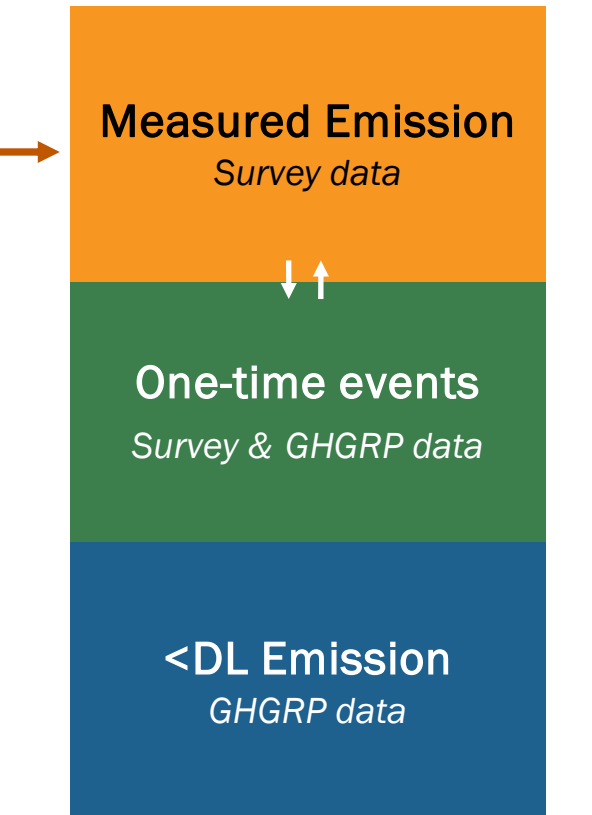 Measured Emission
Survey data
One-time events
Survey & GHGRP data
<DL Emission
GHGRP data